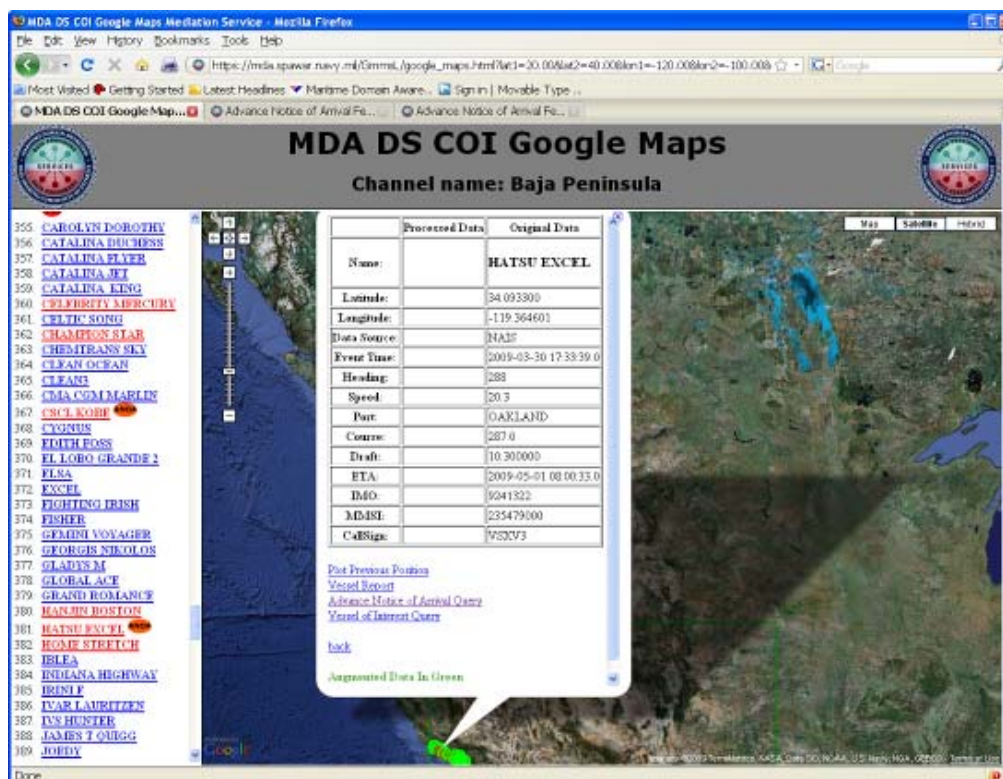 MDA DS COI Google Maps Mediation Service - Mozilla Firefox
File Edit View History Bookmarks Tools Help
Google
Most Visited Getting Started Latest Headlines Maritime Domain Aware... Sign in | Movable Type ...
MDA DS COI Google Map... Advance Notice of Arrival Fe... Advance Notice of Arrival Fe...
MDA DS COI Google Maps
Channel name: Baja Peninsula
355. CAROLYN DOROTHY
356. CATALINA DUCHESS
357. CATALINA FLYER
358. CATALINA JET
359. CATALINA KING
360. CELEBRITY MERCURY
361. CELTIC SONG
362. CHAMPION STAR
363. CHEMTRANS SKY
364. CLEAN OCEAN
365. CLEAN3
366. CMA CGM MARLIN
367. CSCL KOBE
368. CYGNUS
369. EDITH FOSS
370. EL LOBO GRANDE 2
371. ELSA
372. EXCEL
373. FIGHTING IRISH
374. FISHER
375. GEMINI VOYAGER
376. GEORGIS NIKOLOS
377. GLADYS M
378. GLOBAL ACE
379. GRAND ROMANCE
380. HANJIN BOSTON
381. HATSU EXCEL
382. HOME STRETCH
383. IBLEA
384. INDIANA HIGHWAY
385. IRINI F
386. IVAR LAURITZEN
387. IVS HUNTER
388. JAMES T QUIGG
389. JOEDY
Processed Data Original Data
Name: HATSU EXCEL
Latitude: 34.093300
Longitude: -119.364601
Data Source: NAIS
Event Time: 2009-03-30 17:33:39.0
Heading: 288
Speed: 20.3
Port: OAKLAND
Course: 287.0
Draft: 10.300000
ETA: 2009-05-01 08:00:33.0
IMO: 9241322
MMSI: 235479000
CallSign: VSXV3
Plot Previous Position
Vessel Report
Advance Notice of Arrival Query
Vessel of Interest Query
back
Augmented Data In Green
Map Satellite Hybrid
Google
Done